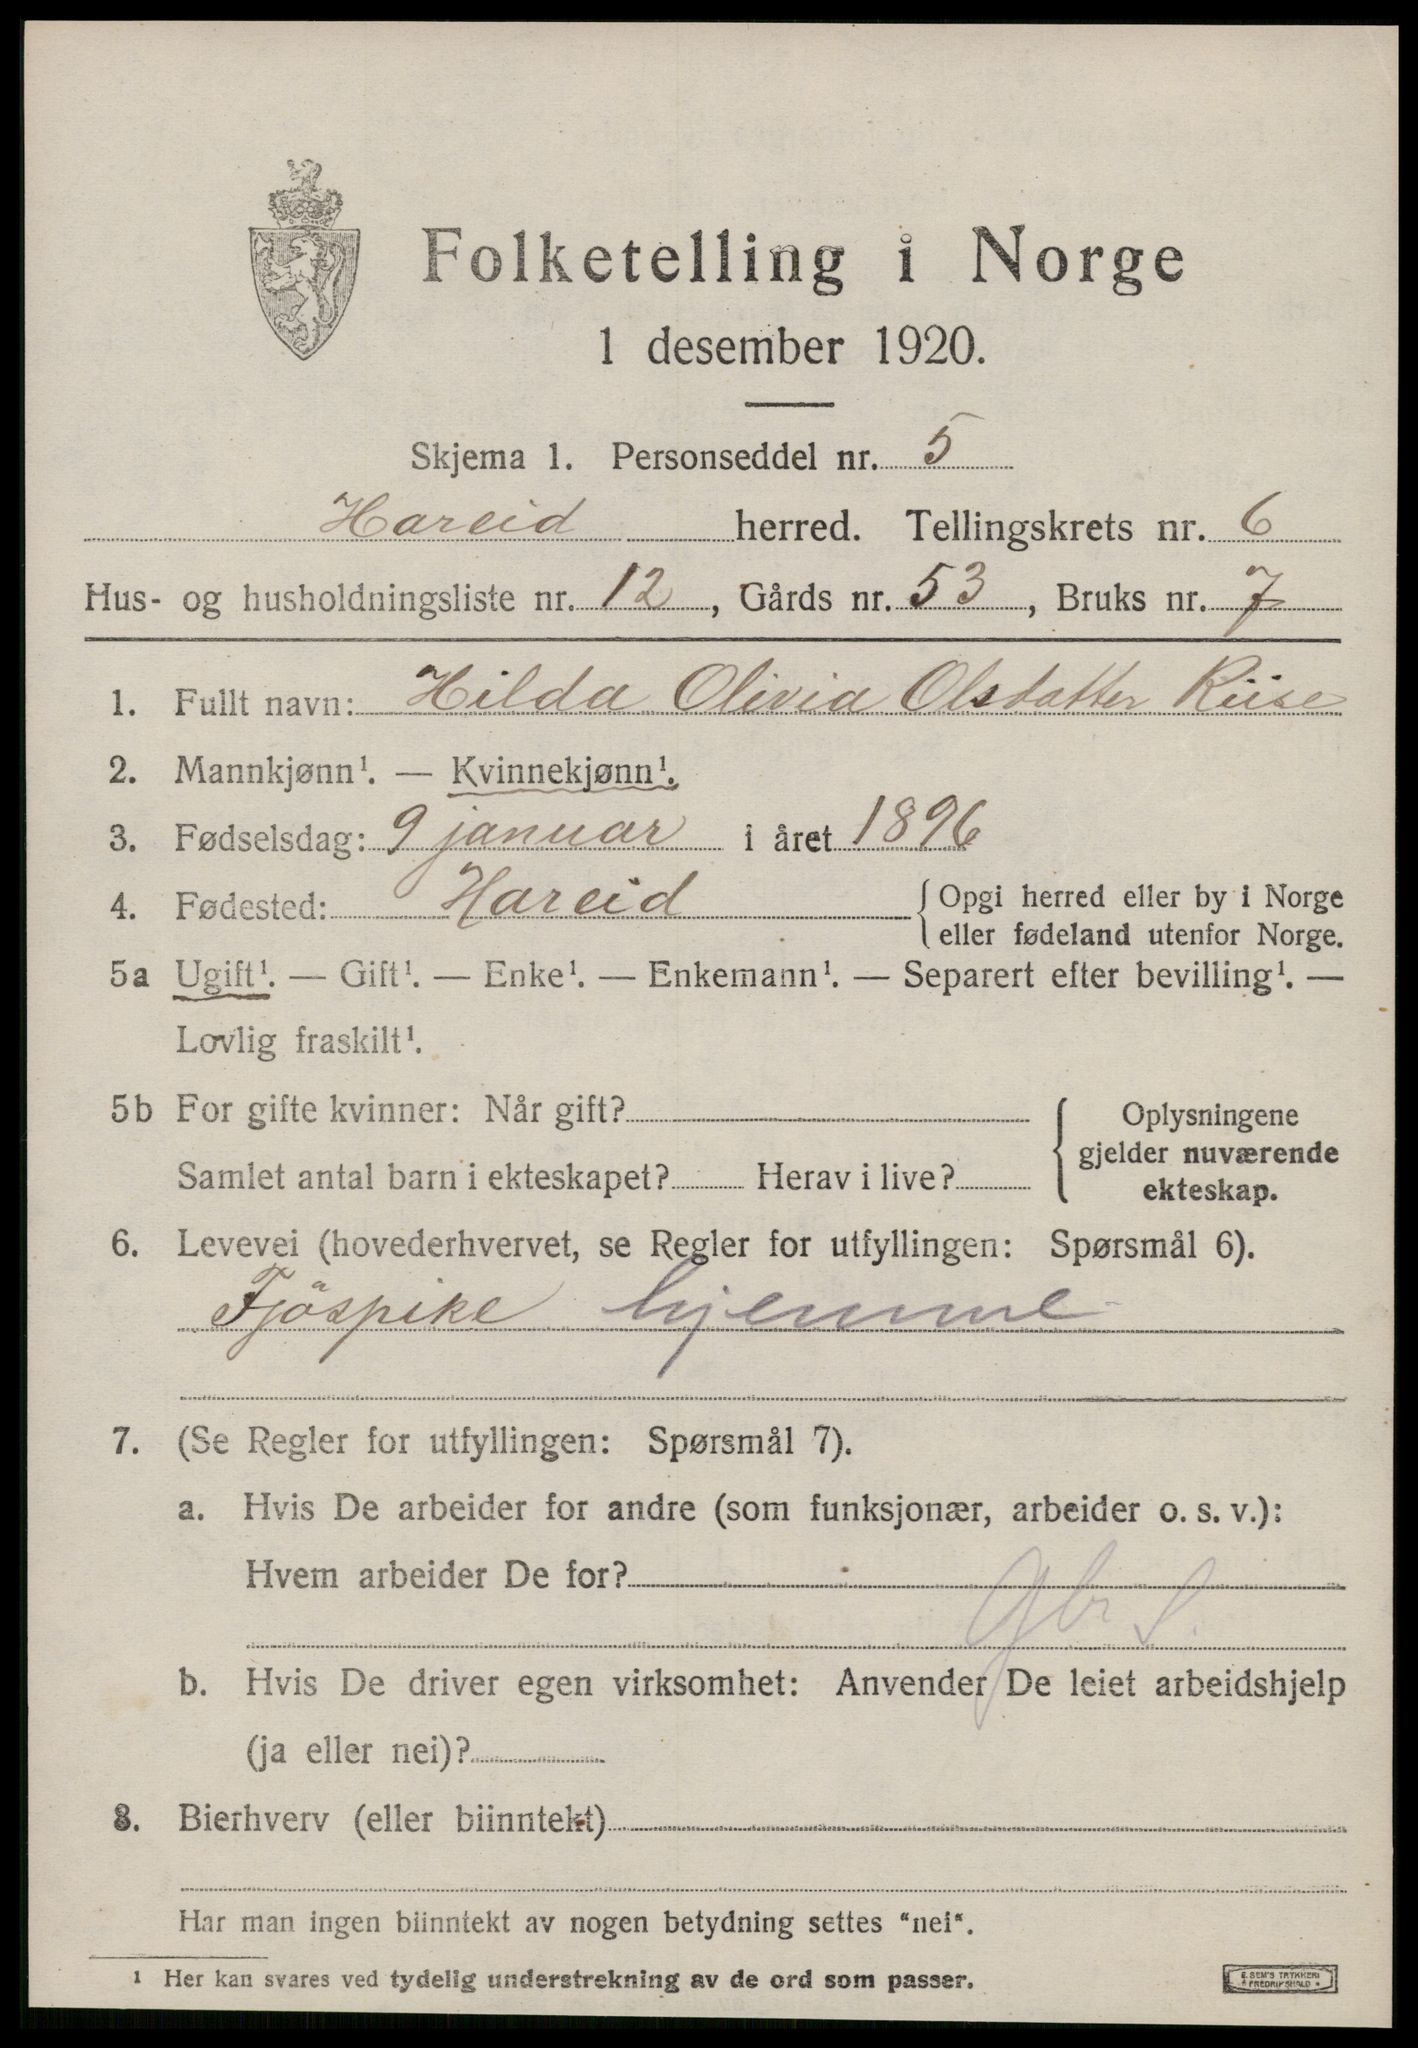 Folketelling i Norge
1 desember 1920.
Skjema 1. Personseddel nr. 5
Hareid herred. Tellingskrets nr. 6
Hus- og husholdningsliste nr. 12, Gårds nr. 53, Bruks nr. 7
1. Fullt navn: Hilda Olivia Olsdatter Riise
2. Mannkjønn¹. — Kvinnekjønn¹.
3. Fødselsdag: 9 januar i året 1896
4. Fødested: Hareid { Opgi herred eller by i Norge
eller fødeland utenfor Norge.
5a Ugift¹. — Gift¹. — Enke¹. — Enkemann¹. — Separert efter bevilling¹. —
Lovlig fraskilt¹.
5b For gifte kvinner: Når gift?
Samlet antal barn i ekteskapet? Herav i live?
{ Oplysningene
gjelder nuværende
ekteskap.
6. Levevei (hovederhvervet, se Regler for utfyllingen: Spørsmål 6).
Fjöspike hjemme
7. (Se Regler for utfyllingen: Spørsmål 7).
a. Hvis De arbeider for andre (som funksjonær, arbeider o. s. v.):
Hvem arbeider De for?
Gbr S.
b. Hvis De driver egen virksomhet: Anvender De leiet arbeidshjelp
(ja eller nei)?
8. Bierhverv (eller biinntekt)
Har man ingen biinntekt av nogen betydning settes "nei".
¹ Her kan svares ved tydelig understrekning av de ord som passer.
E. SEM'S TRYKKERI
FREDRIKSHALD